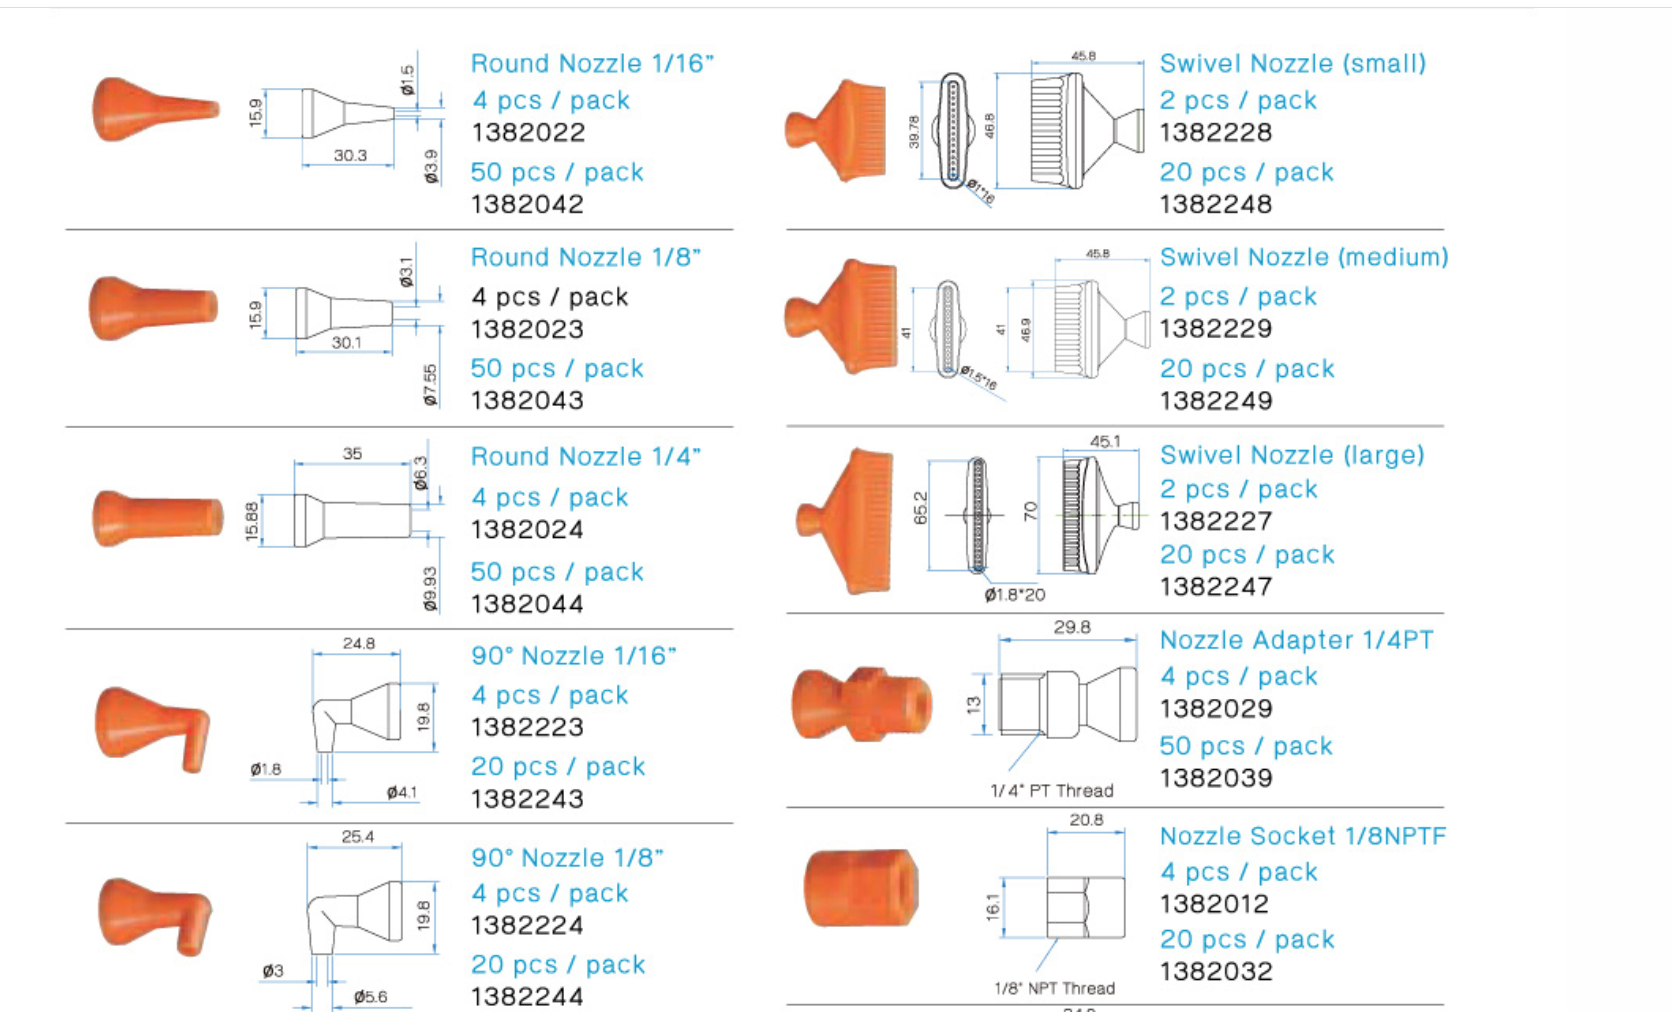 Round Nozzle 1/16”
4 pcs / pack
1382022
50 pcs / pack
1382042
15.9
30.3
Ø1.5
Ø3.9
Round Nozzle 1/8”
4 pcs / pack
1382023
50 pcs / pack
1382043
15.9
30.1
Ø3.1
Ø7.55
Round Nozzle 1/4”
4 pcs / pack
1382024
50 pcs / pack
1382044
35
15.88
Ø6.3
Ø9.93
90° Nozzle 1/16”
4 pcs / pack
1382223
20 pcs / pack
1382243
24.8
19.8
Ø1.8
Ø4.1
90° Nozzle 1/8”
4 pcs / pack
1382224
20 pcs / pack
1382244
25.4
19.8
Ø3
Ø5.6
Swivel Nozzle (small)
2 pcs / pack
1382228
20 pcs / pack
1382248
45.8
39.78
46.8
Ø1*16
Swivel Nozzle (medium)
2 pcs / pack
1382229
20 pcs / pack
1382249
45.8
41
41
46.9
Ø1.5*16
Swivel Nozzle (large)
2 pcs / pack
1382227
20 pcs / pack
1382247
45.1
65.2
70
Ø1.8*20
Nozzle Adapter 1/4PT
4 pcs / pack
1382029
50 pcs / pack
1382039
29.8
13
1/4" PT Thread
Nozzle Socket 1/8NPTF
4 pcs / pack
1382012
20 pcs / pack
1382032
20.8
16.1
1/8" NPT Thread